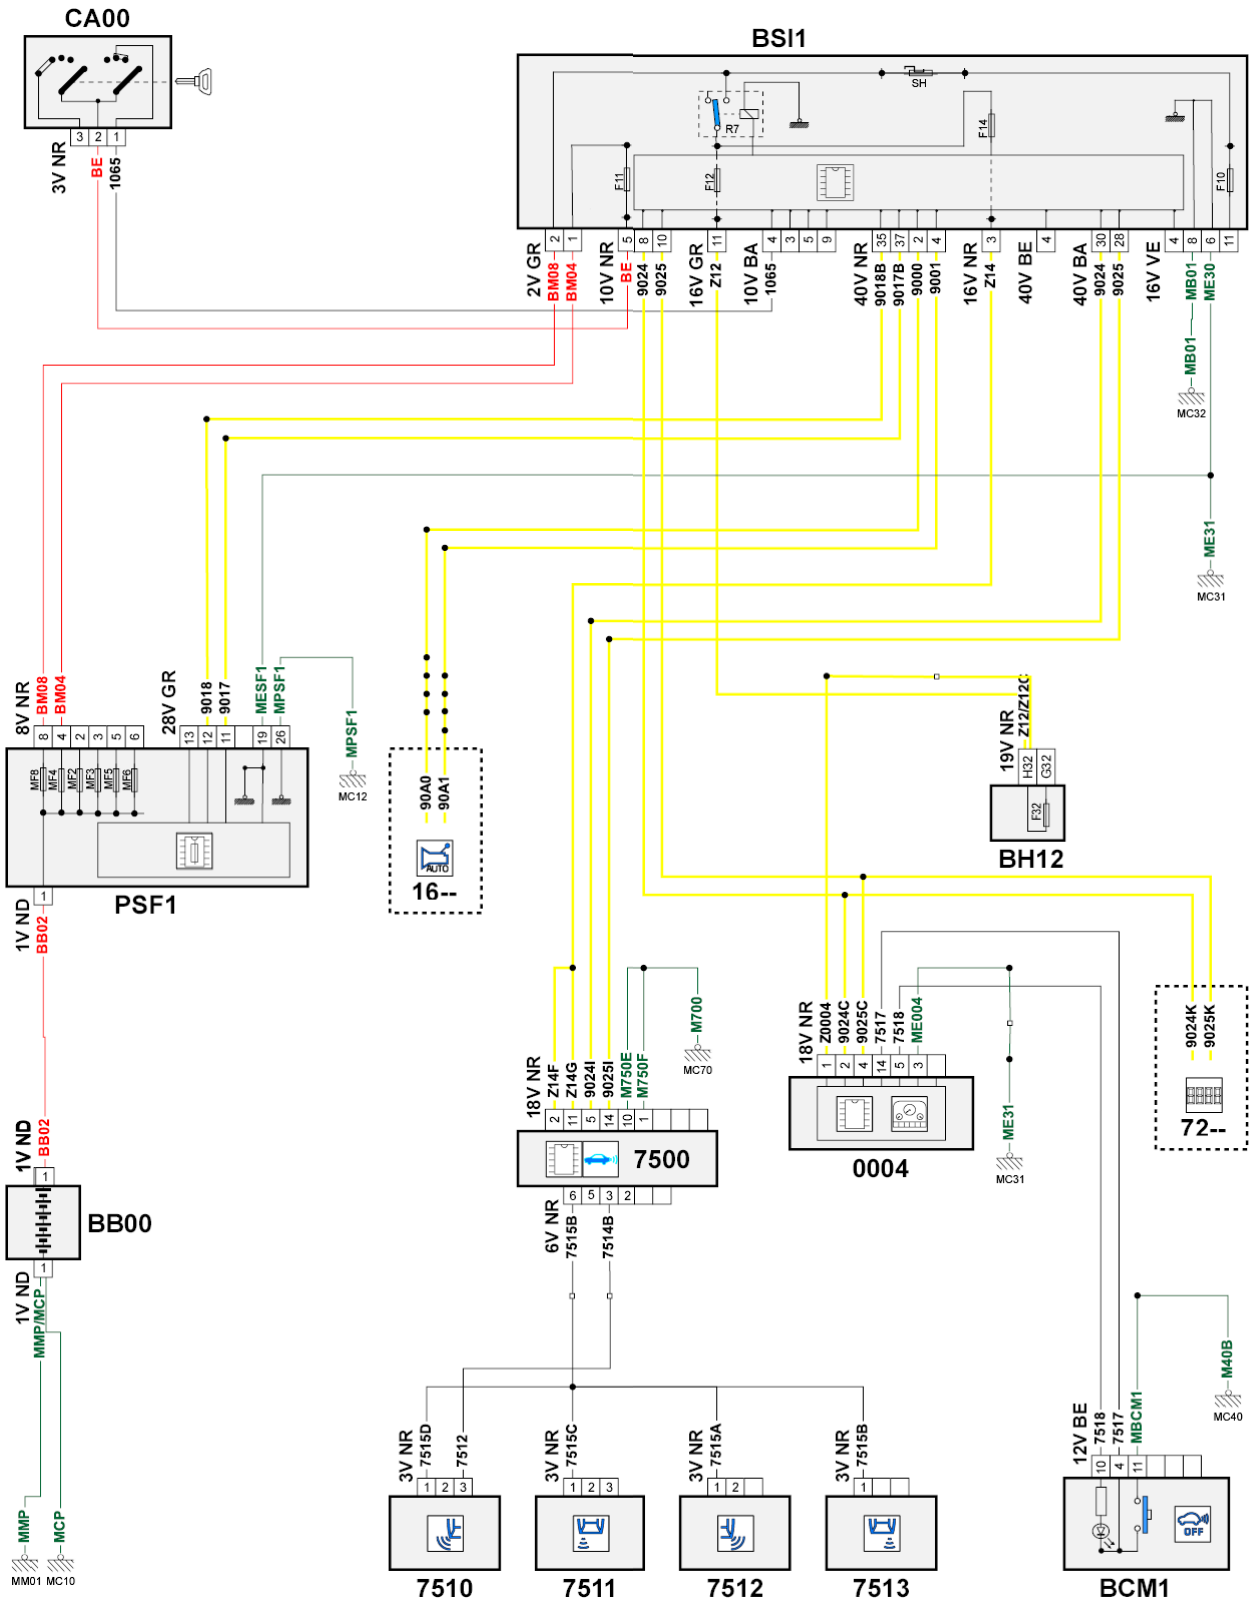 CA00
3 2 1
3V NR
BE
1065
BSI1
SH
R7
F14
F11
F12
F10
2 1 5 8 10 11 4 3 5 9 35 37 2 4 3 4 30 28 4 8 6 11
2V GR
BM08
BM04
10V NR
BE
9024
9025
16V GR
Z12
10V BA
1065
40V NR
9018B
9017B
9000
9001
16V NR
Z14
40V BE
40V BA
9024
9025
16V VE
MB01
ME30
MB01
MC32
ME31
MC31
8V NR
BM08
BM04
28V GR
9018
9017
MESF1
MPSF1
MPSF1
MC12
8 4 2 3 5 6
13 12 11 19 26
MF8
MF4
MF2
MF3
MF5
MF6
1
PSF1
1V ND
BB02
90A0
90A1
AUTO
16--
19V NR
Z12/Z12C
H32
G32
F32
BH12
18V NR
Z14F
Z14G
9024I
9025I
M750E
M750F
M700
MC70
2 11 5 14 10 1
7500
6 5 3 2
6V NR
7515B
7514B
18V NR
Z0004
9024C
9025C
7517
7518
ME004
1 2 4 14 5 3
0004
ME31
MC31
9024K
9025K
72--
1V ND
BB02
1
BB00
1
1V ND
MMP/MCP
MMP
MCP
MM01
MC10
3V NR
7515D
7512
1 2 3
7510
3V NR
7515C
1 2 3
7511
3V NR
7515A
1 2
7512
3V NR
7515B
1
7513
12V BE
7518
7517
MBCM1
M40B
MC40
10 4 11
OFF
BCM1